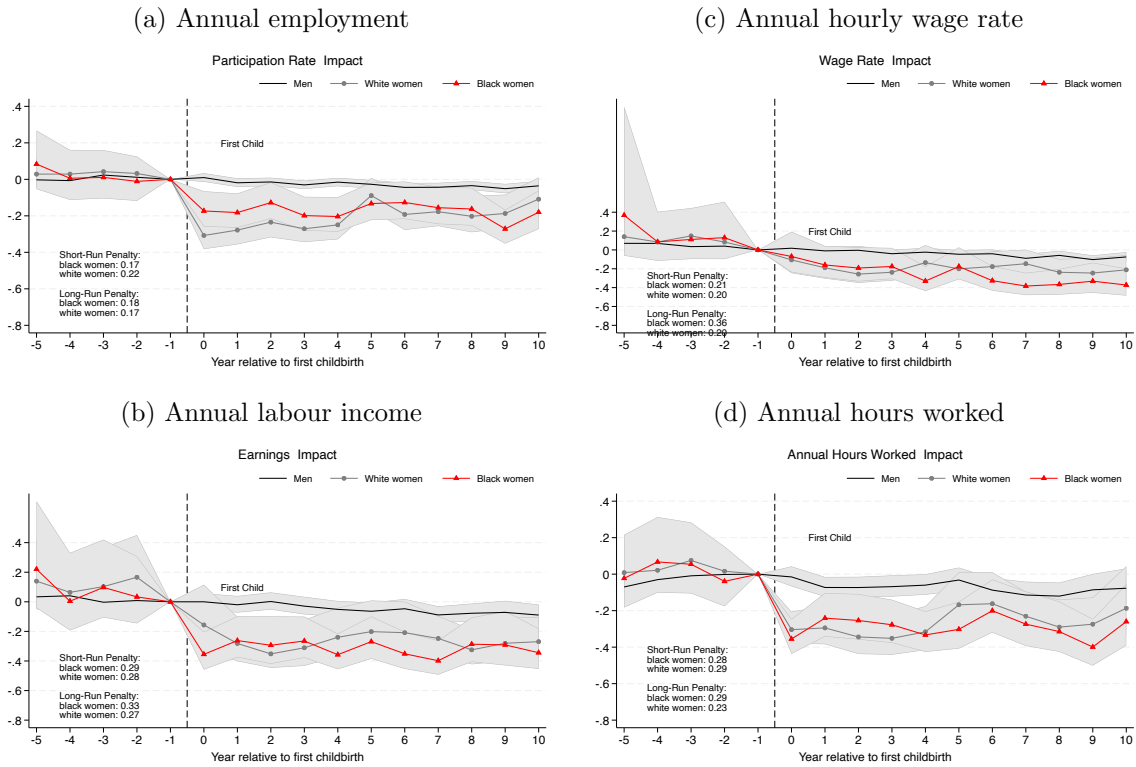 (a) Annual employment
Participation Rate Impact
Men White women Black women
.4
.2
0
-.2
-.4
-.6
-.8
First Child
Short-Run Penalty:
black women: 0.17
white women: 0.22
Long-Run Penalty:
black women: 0.18
white women: 0.17
-5 -4 -3 -2 -1 0 1 2 3 4 5 6 7 8 9 10
Year relative to first childbirth
(c) Annual hourly wage rate
Wage Rate Impact
Men White women Black women
.4
.2
0
-.2
-.4
-.6
-.8
First Child
Short-Run Penalty:
black women: 0.21
white women: 0.20
Long-Run Penalty:
black women: 0.36
white women: 0.20
-5 -4 -3 -2 -1 0 1 2 3 4 5 6 7 8 9 10
Year relative to first childbirth
(b) Annual labour income
Earnings Impact
Men White women Black women
.4
.2
0
-.2
-.4
-.6
-.8
First Child
Short-Run Penalty:
black women: 0.29
white women: 0.28
Long-Run Penalty:
black women: 0.33
white women: 0.27
-5 -4 -3 -2 -1 0 1 2 3 4 5 6 7 8 9 10
Year relative to first childbirth
(d) Annual hours worked
Annual Hours Worked Impact
Men White women Black women
.4
.2
0
-.2
-.4
-.6
-.8
First Child
Short-Run Penalty:
black women: 0.28
white women: 0.29
Long-Run Penalty:
black women: 0.29
white women: 0.23
-5 -4 -3 -2 -1 0 1 2 3 4 5 6 7 8 9 10
Year relative to first childbirth